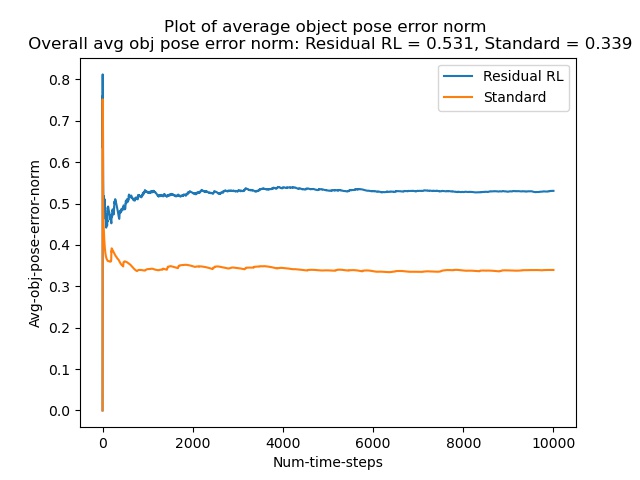 Plot of average object pose error norm
Overall avg obj pose error norm: Residual RL = 0.531, Standard = 0.339
Residual RL
Standard
Avg-obj-pose-error-norm
0.8
0.7
0.6
0.5
0.4
0.3
0.2
0.1
0.0
0 2000 4000 6000 8000 10000
Num-time-steps